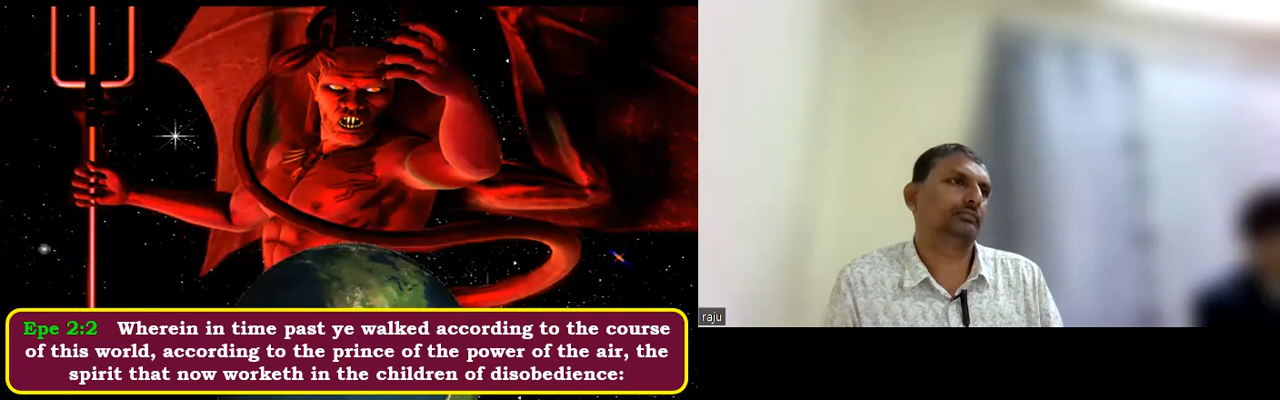 Epe 2:2 Wherein in time past ye walked according to the course
of this world, according to the prince of the power of the air, the
spirit that now worketh in the children of disobedience:
raju